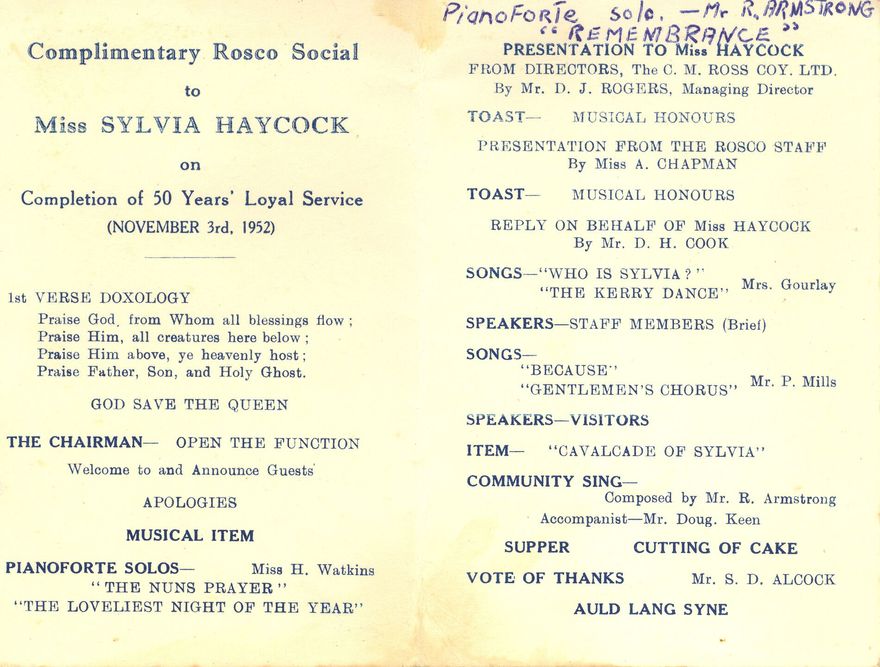 Complimentary Rosco Social
to
Miss SYLVIA HAYCOCK
on
Completion of 50 Years' Loyal Service
(NOVEMBER 3rd, 1952)
1st VERSE DOXOLOGY
Praise God, from Whom all blessings flow ;
Praise Him, all creatures here below ;
Praise Him above, ye heavenly host ;
Praise Father, Son, and Holy Ghost.
GOD SAVE THE QUEEN
THE CHAIRMAN— OPEN THE FUNCTION
Welcome to and Announce Guests
APOLOGIES
MUSICAL ITEM
PIANOFORTE SOLOS— Miss H. Watkins
"THE NUNS PRAYER"
"THE LOVELIEST NIGHT OF THE YEAR"
PianoForte solo. — Mr R. ARMSTRONG
"REMEMBRANCE"
PRESENTATION TO Miss HAYCOCK
FROM DIRECTORS, The C. M. ROSS COY. LTD.
By Mr. D. J. ROGERS, Managing Director
TOAST— MUSICAL HONOURS
PRESENTATION FROM THE ROSCO STAFF
By Miss A. CHAPMAN
TOAST— MUSICAL HONOURS
REPLY ON BEHALF OF Miss HAYCOCK
By Mr. D. H. COOK
SONGS—"WHO IS SYLVIA ?"
"THE KERRY DANCE" Mrs. Gourlay
SPEAKERS—STAFF MEMBERS (Brief)
SONGS—
"BECAUSE"
"GENTLEMEN'S CHORUS" Mr. P. Mills
SPEAKERS—VISITORS
ITEM— "CAVALCADE OF SYLVIA"
COMMUNITY SING—
Composed by Mr. R. Armstrong
Accompanist—Mr. Doug. Keen
SUPPER CUTTING OF CAKE
VOTE OF THANKS Mr. S. D. ALCOCK
AULD LANG SYNE